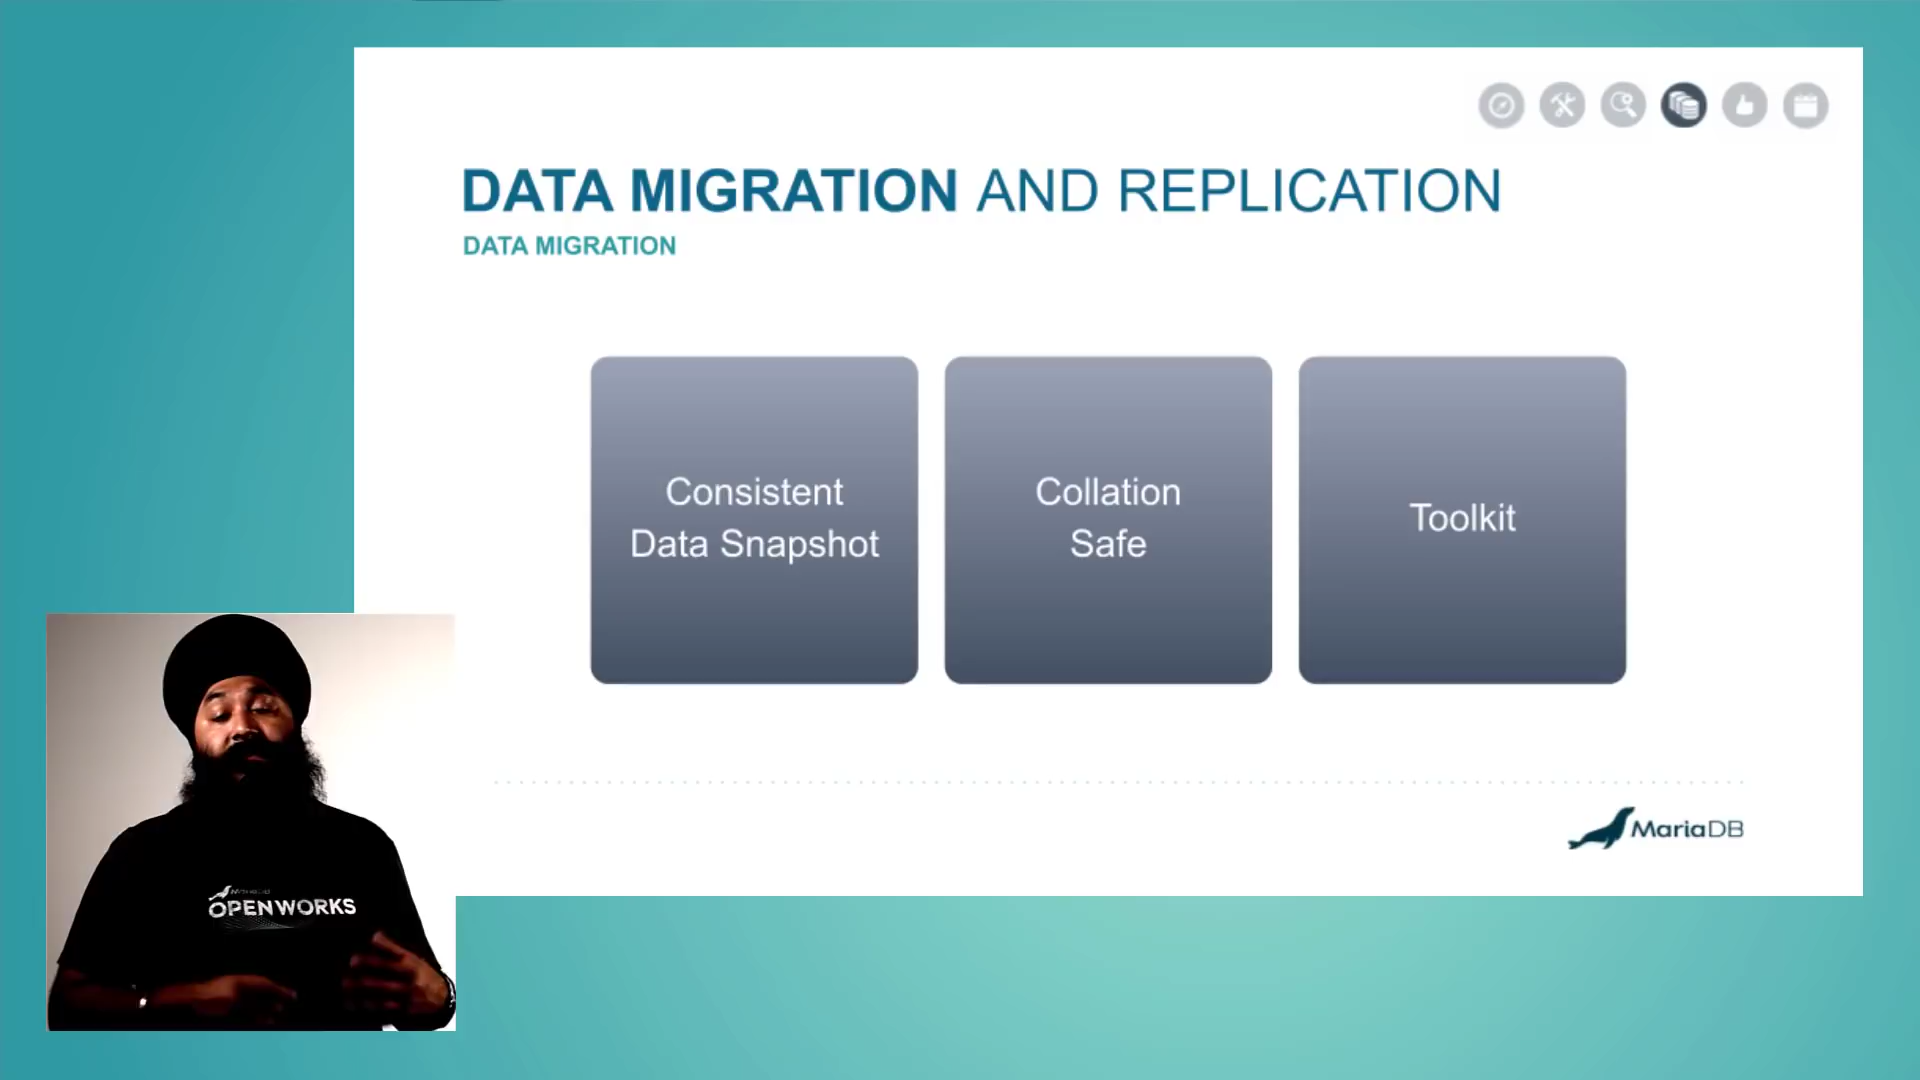 DATA MIGRATION AND REPLICATION
DATA MIGRATION
Consistent
Data Snapshot
Collation
Safe
Toolkit
MariaDB
OPENWORKS